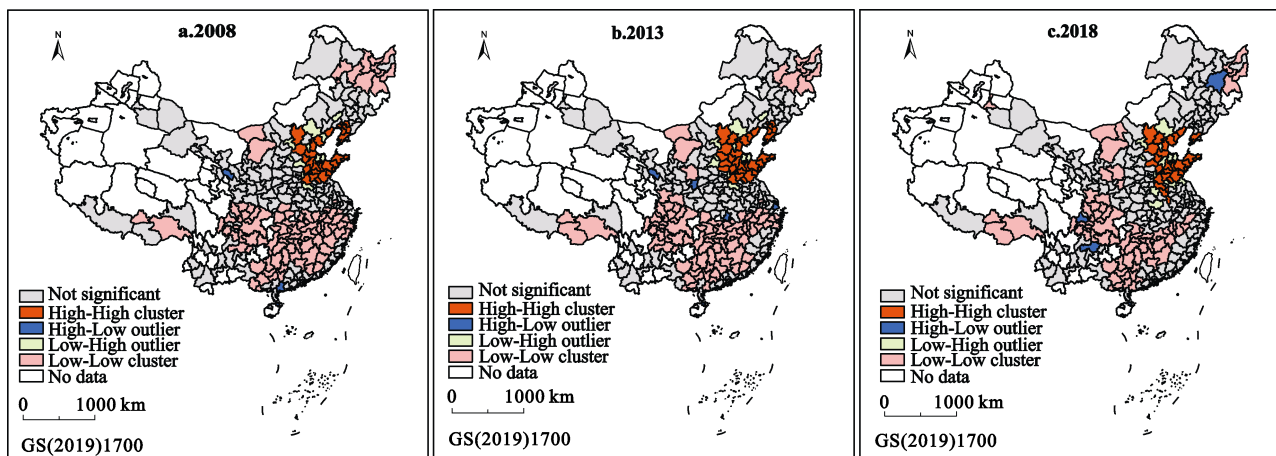 a.2008
N
Not significant
High-High cluster
High-Low outlier
Low-High outlier
Low-Low cluster
No data
0 1000 km
GS(2019)1700
b.2013
N
Not significant
High-High cluster
High-Low outlier
Low-High outlier
Low-Low cluster
No data
0 1000 km
GS(2019)1700
c.2018
N
Not significant
High-High cluster
High-Low outlier
Low-High outlier
Low-Low cluster
No data
0 1000 km
GS(2019)1700